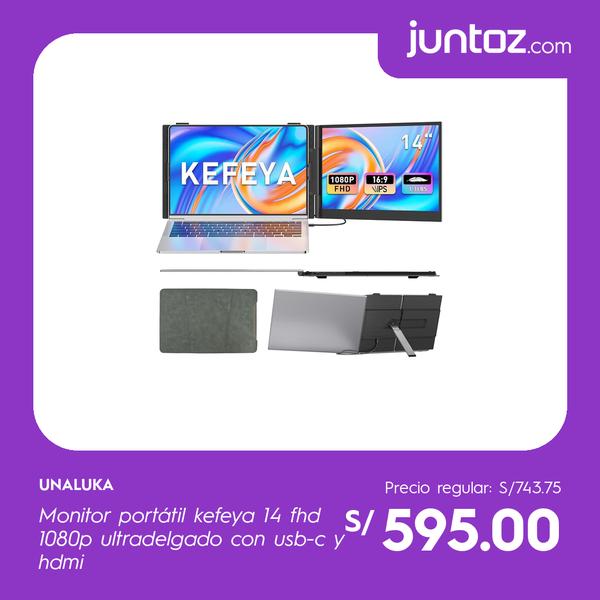 juntoz.com
KEFEYA
14"
1080P
FHD
16:9
IPS
UNALUKA
Precio regular: S/743.75
Monitor portátil kefeya 14 fhd
1080p ultradelgado con usb-c y
hdmi
S/ 595.00